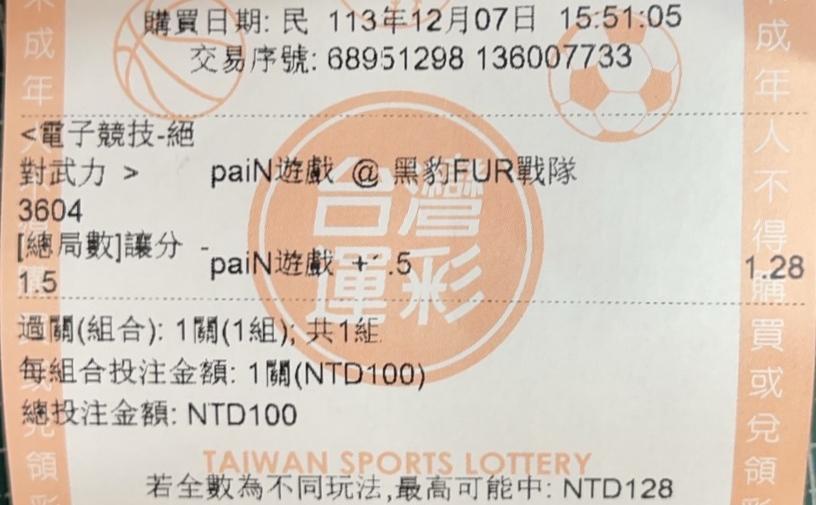 購買日期: 民 113年12月07日 15:51:05
交易序號: 68951298 136007733
<電子競技-絕
對武力 > paiN遊戲 @ 黑豹FUR戰隊
3604
[總局數]讓分 -
1.5 paiN遊戲 +1.5 1.28
過關(組合): 1關(1組); 共1組
每組合投注金額: 1關(NTD100)
總投注金額: NTD100
台灣
運彩
TAIWAN SPORTS LOTTERY
若全數為不同玩法,最高可能中: NTD128
成年
或兌領
成年人不得購買或兌領